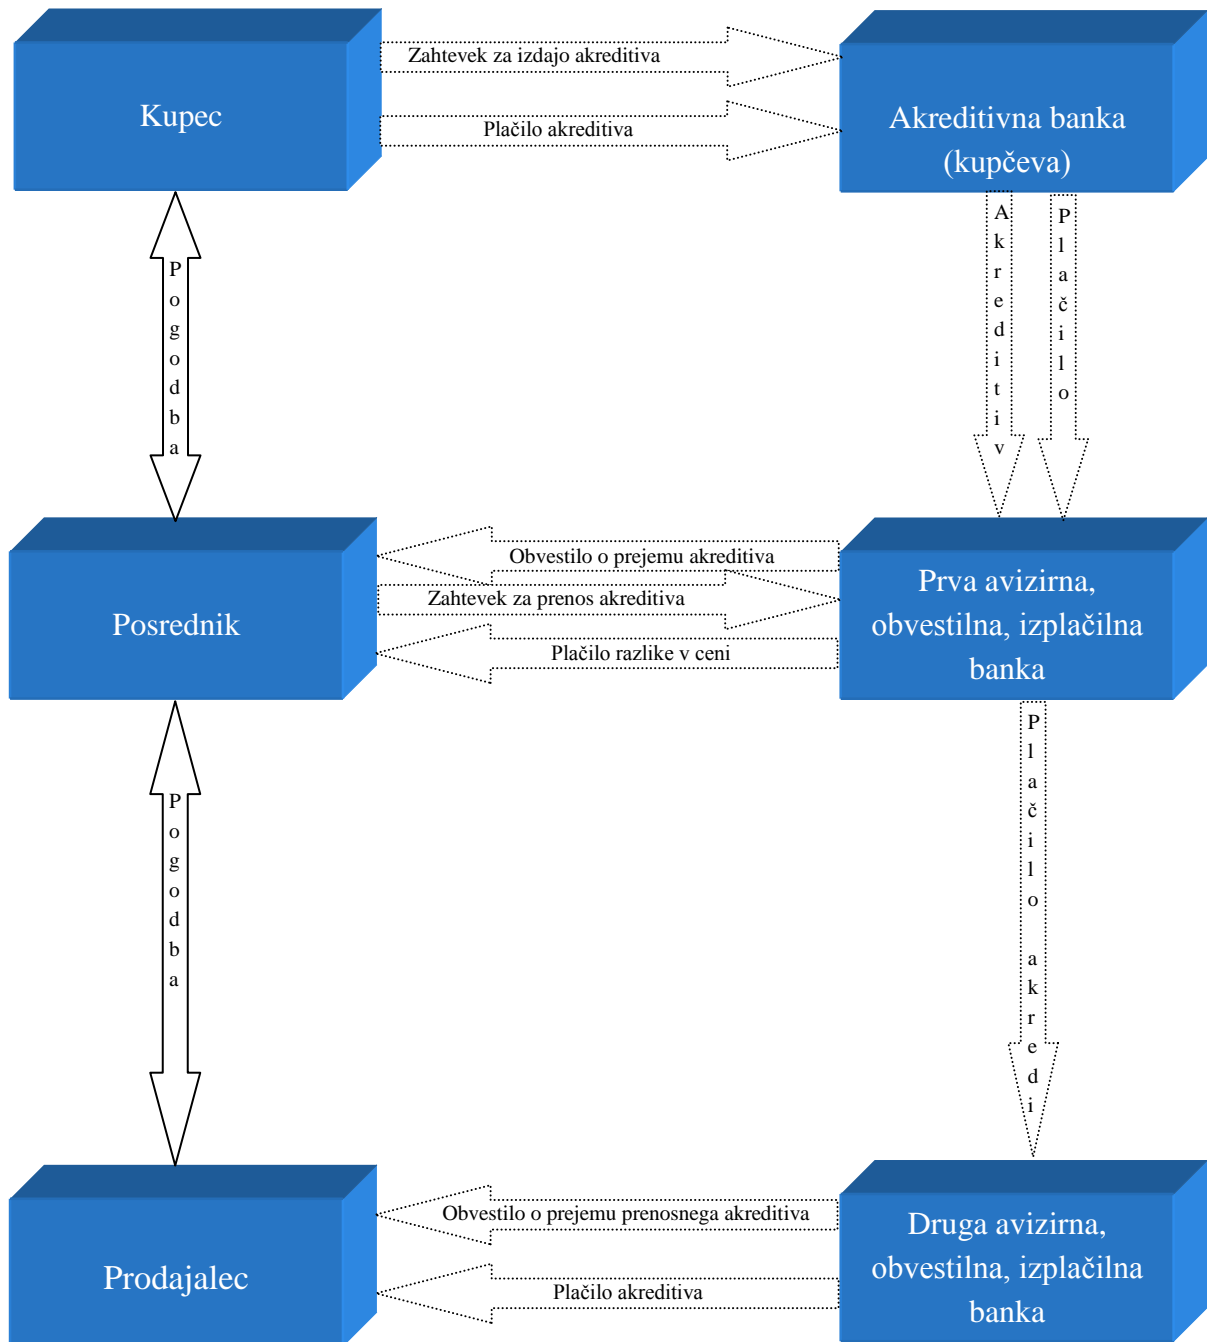 Zahtevek za izdajo akreditiva
Kupec
Plačilo akreditiva
Akreditivna banka
(kupčeva)
Pogodba
Akreditiv
Plačilo
Obvestilo o prejemu akreditiva
Zahtevek za prenos akreditiva
Plačilo razlike v ceni
Posrednik
Prva avizirna,
obvestilna, izplačilna
banka
Pogodba
Plačilo akredi
Obvestilo o prejemu prenosnega akreditiva
Plačilo akreditiva
Prodajalec
Druga avizirna,
obvestilna, izplačilna
banka